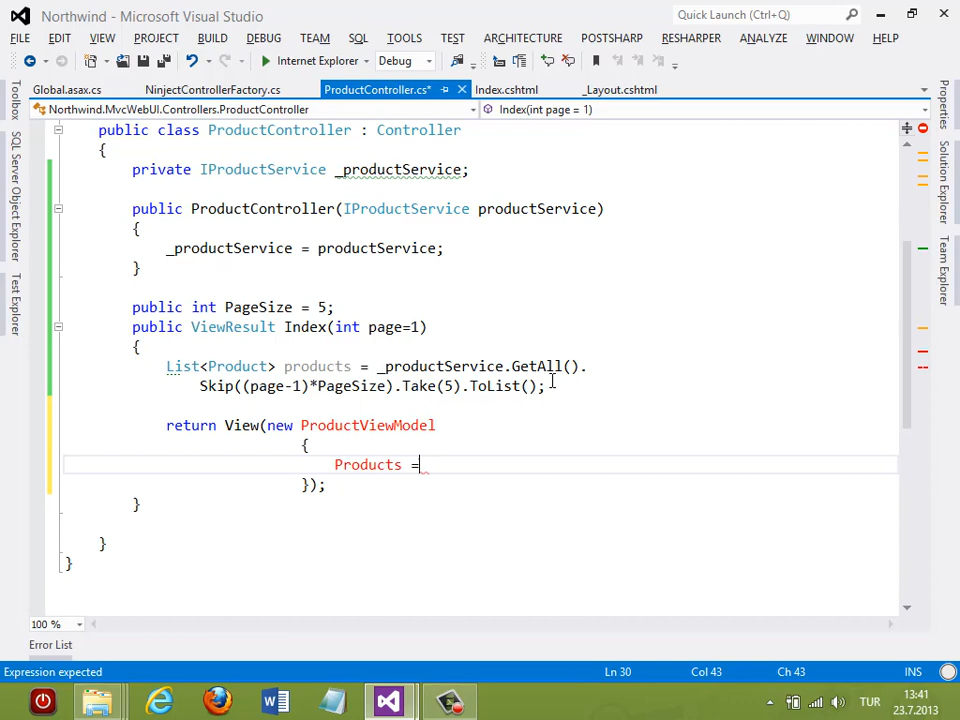 Northwind - Microsoft Visual Studio
Quick Launch (Ctrl+Q)
FILE EDIT VIEW PROJECT BUILD DEBUG TEAM SQL TOOLS TEST ARCHITECTURE POSTSHARP RESHARPER ANALYZE WINDOW HELP
Internet Explorer Debug
Global.asax.cs NinjectControllerFactory.cs ProductController.cs* Index.cshtml _Layout.cshtml
Northwind.MvcWebUI.Controllers.ProductController Index(int page = 1)
Toolbox
SQL Server Object Explorer
Test Explorer
Properties
Solution Explorer
Team Explorer
public class ProductController : Controller
{
private IProductService _productService;
public ProductController(IProductService productService)
{
_productService = productService;
}
public int PageSize = 5;
public ViewResult Index(int page=1)
{
List<Product> products = _productService.GetAll().
Skip((page-1)*PageSize).Take(5).ToList();
return View(new ProductViewModel
{
Products =
});
}
}
}
100 %
Error List
Expression expected Ln 30 Col 43 Ch 43 INS
TUR
13:41
23.7.2013